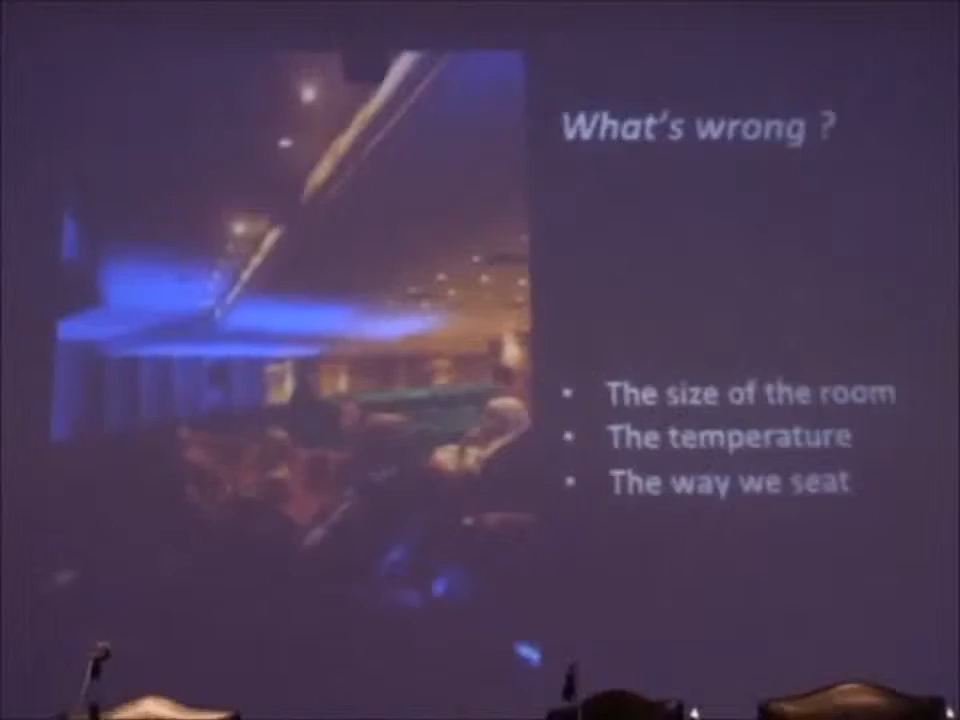 What's wrong ?
• The size of the room
• The temperature
• The way we seat